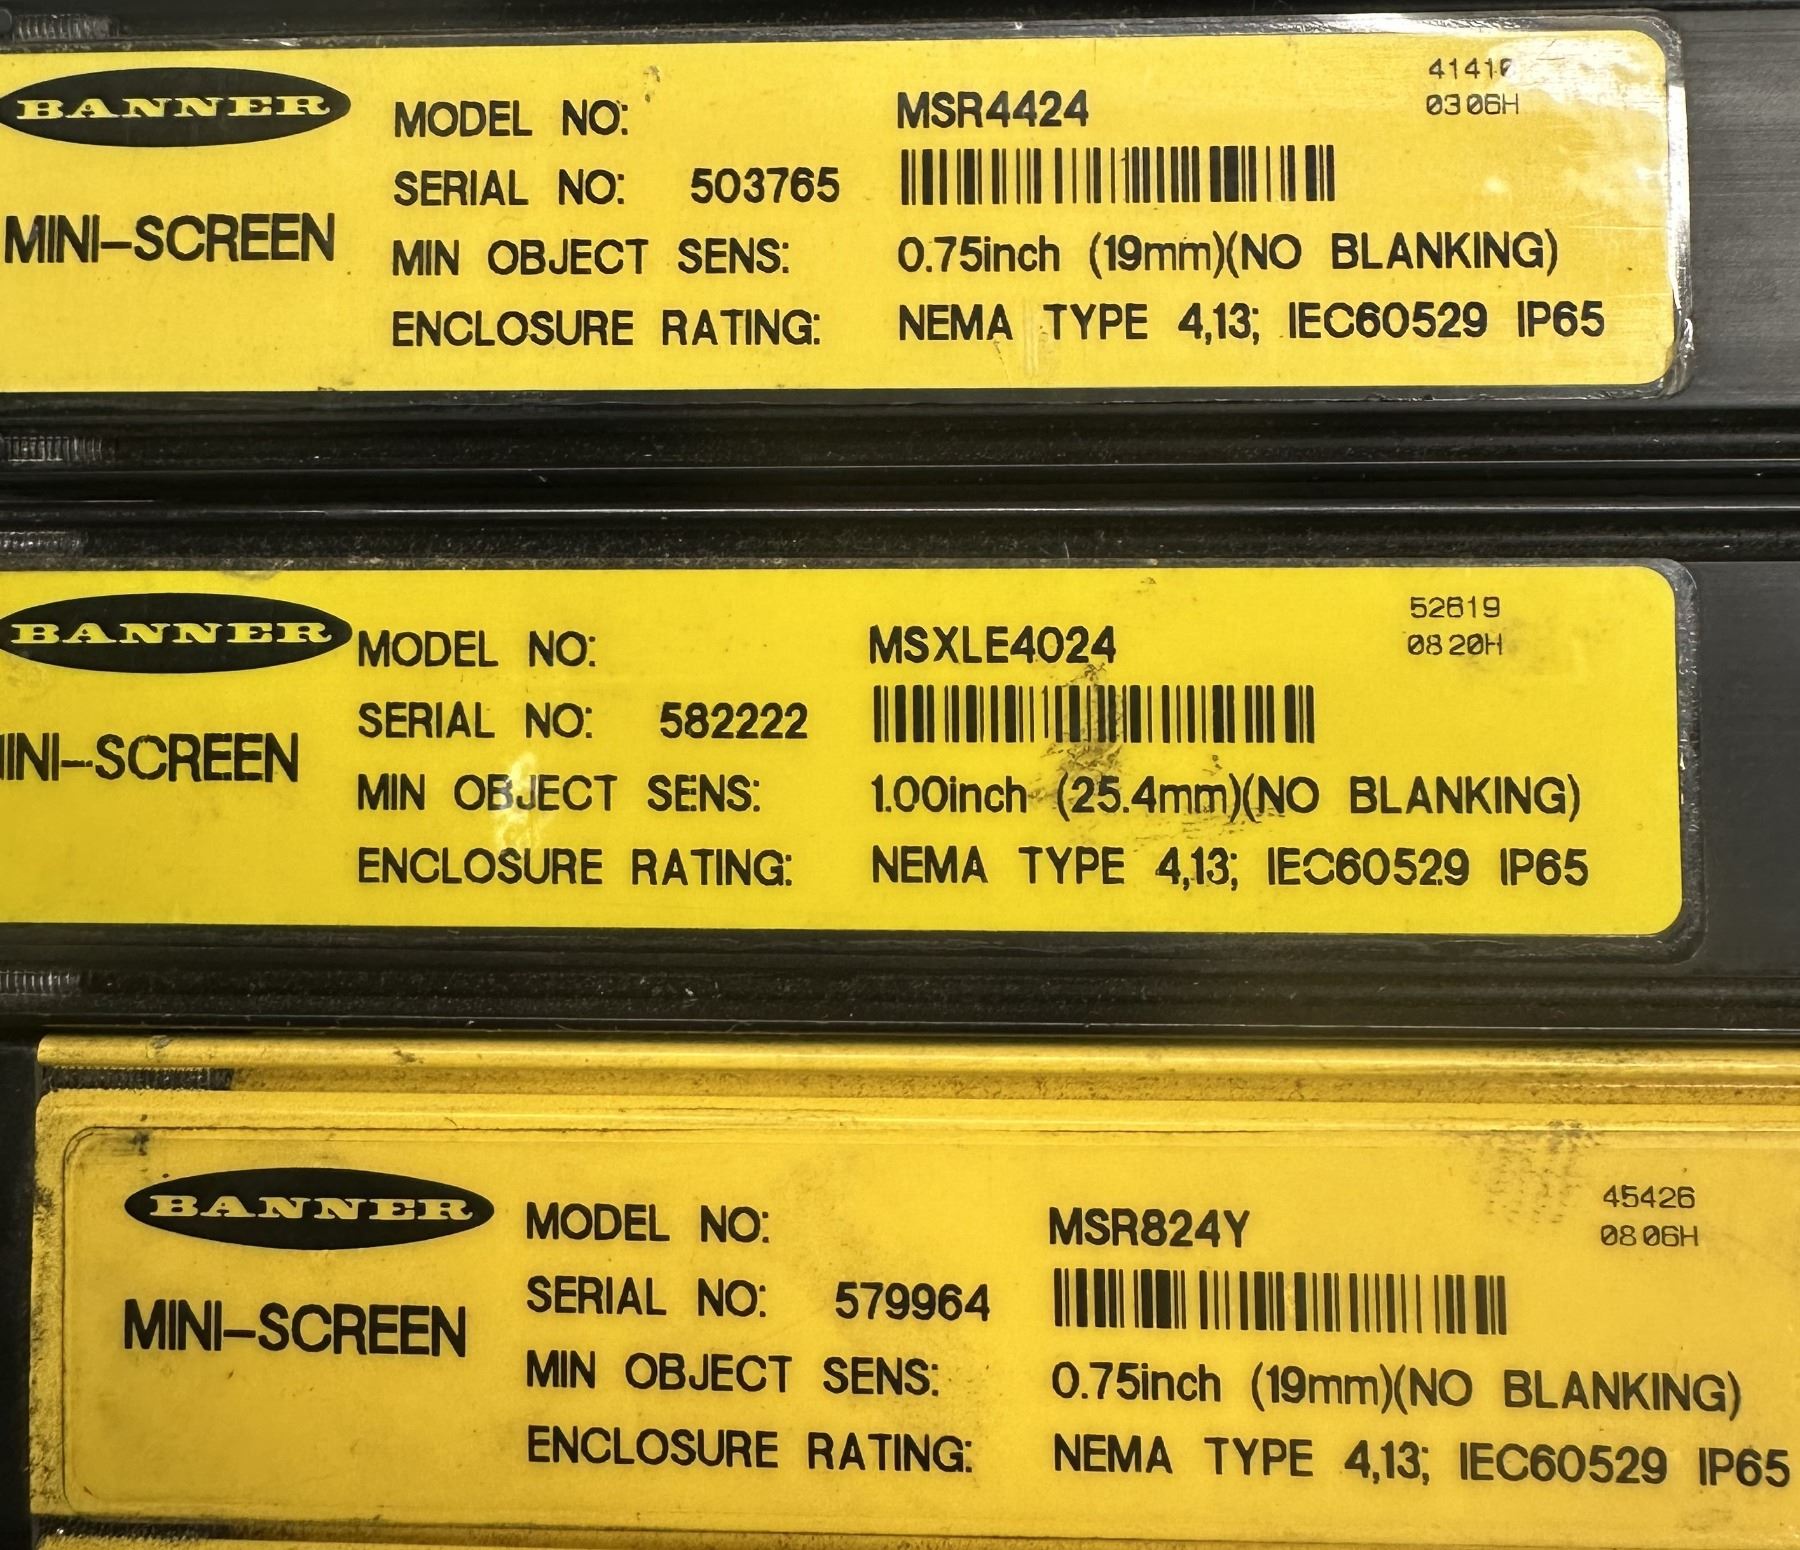 BANNER
MINI-SCREEN
MODEL NO: MSR4424
SERIAL NO: 503765
MIN OBJECT SENS: 0.75inch (19mm)(NO BLANKING)
ENCLOSURE RATING: NEMA TYPE 4,13; IEC60529 IP65
0306H
BANNER
INI-SCREEN
MODEL NO: MSXLE4024
SERIAL NO: 582222
MIN OBJECT SENS: 1.00inch (25.4mm)(NO BLANKING)
ENCLOSURE RATING: NEMA TYPE 4,13; IEC60529 IP65
52619
0820H
BANNER
MINI-SCREEN
MODEL NO: MSR824Y
SERIAL NO: 579964
MIN OBJECT SENS: 0.75inch (19mm)(NO BLANKING)
ENCLOSURE RATING: NEMA TYPE 4,13; IEC60529 IP65
45426
0806H